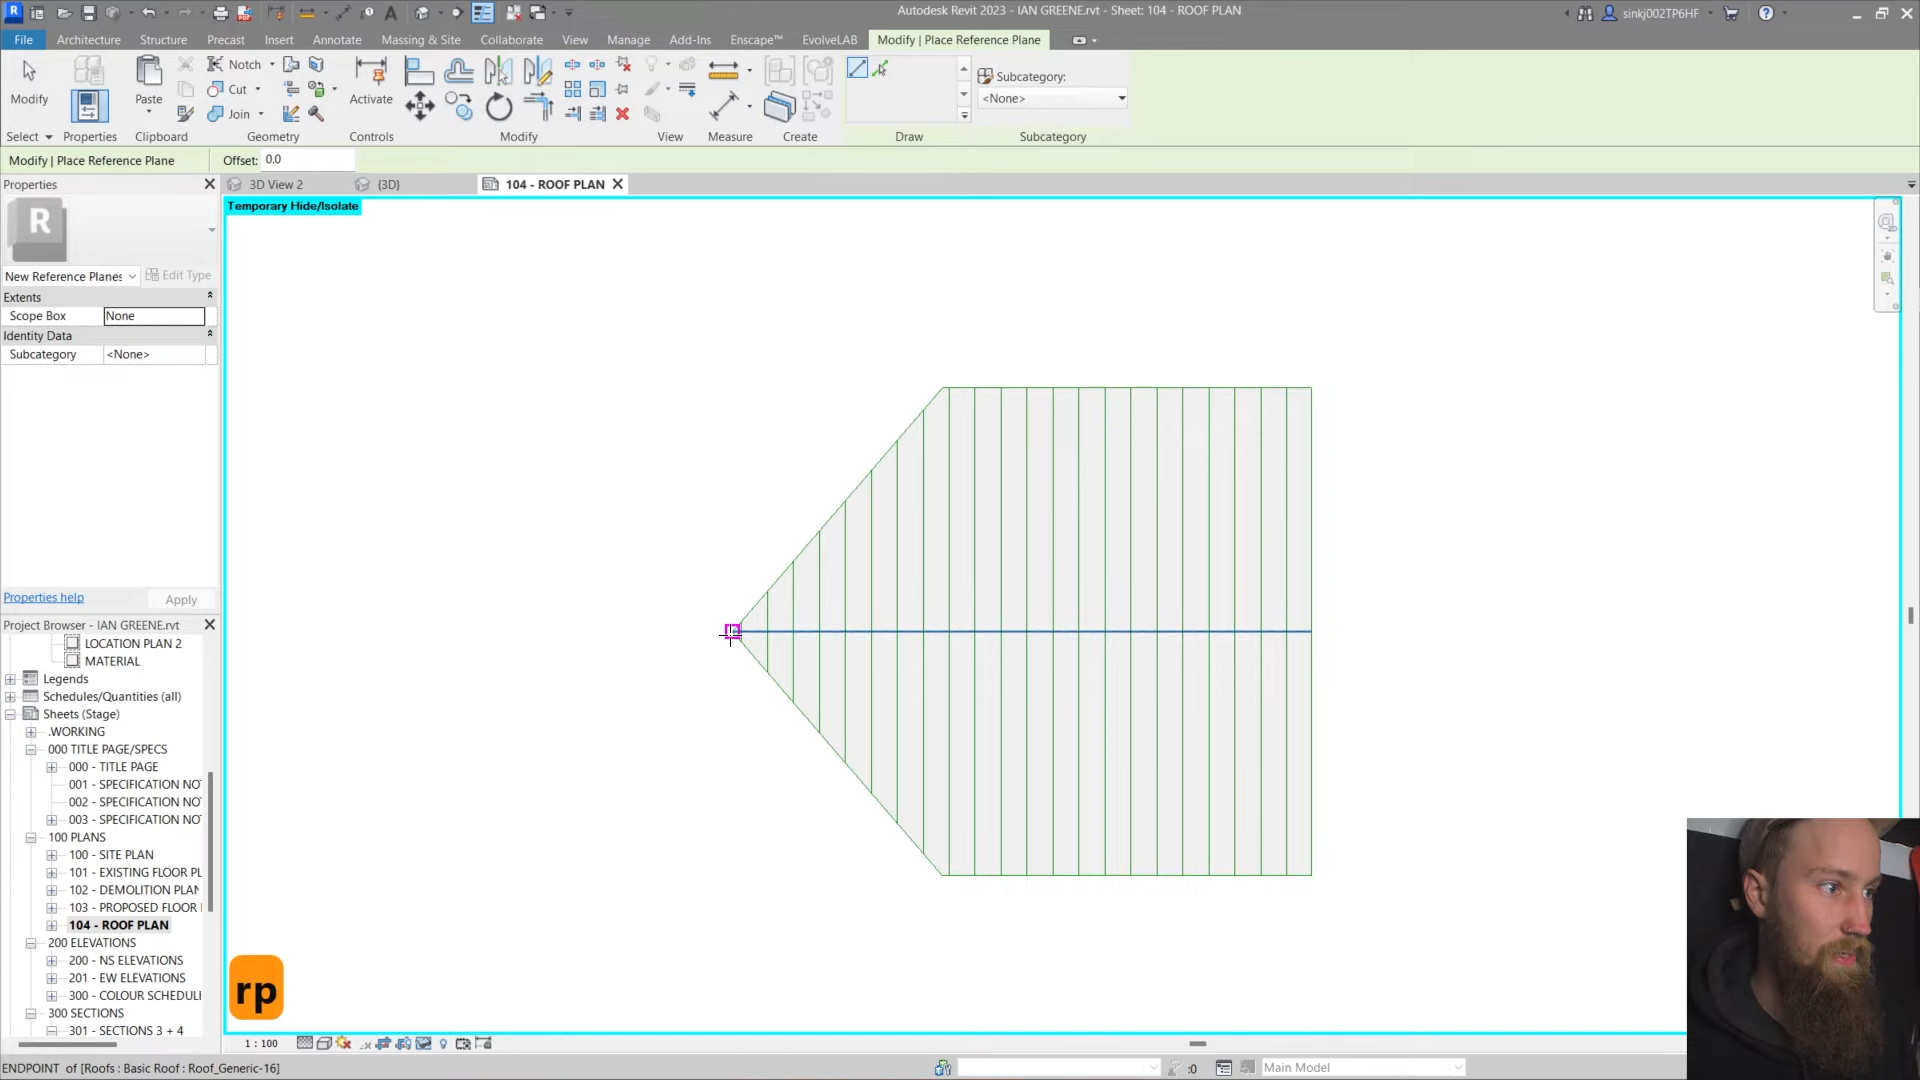 Autodesk Revit 2023 - IAN GREENE.rvt - Sheet: 104 - ROOF PLAN
sinkj002TP6HF
File Architecture Structure Precast Insert Annotate Massing & Site Collaborate View Manage Add-Ins Enscape™ EvolveLAB Modify | Place Reference Plane
Notch
Cut
Join
Modify
Paste
Activate
Subcategory:
<None>
Select Properties Clipboard Geometry Controls Modify View Measure Create Draw Subcategory
Modify | Place Reference Plane Offset: 0.0
Properties
3D View 2 {3D} 104 - ROOF PLAN
Temporary Hide/Isolate
R
New Reference Planes Edit Type
Extents
Scope Box None
Identity Data
Subcategory <None>
Properties help Apply
Project Browser - IAN GREENE.rvt
LOCATION PLAN 2
MATERIAL
Legends
Schedules/Quantities (all)
Sheets (Stage)
.WORKING
000 TITLE PAGE/SPECS
000 - TITLE PAGE
001 - SPECIFICATION NO
002 - SPECIFICATION NO
003 - SPECIFICATION NO
100 PLANS
100 - SITE PLAN
101 - EXISTING FLOOR PL
102 - DEMOLITION PLAN
103 - PROPOSED FLOOR
104 - ROOF PLAN
200 ELEVATIONS
200 - NS ELEVATIONS
201 - EW ELEVATIONS
300 - COLOUR SCHEDUL
300 SECTIONS
301 - SECTIONS 3 + 4
rp
1 : 100
ENDPOINT of [Roofs : Basic Roof : Roof_Generic-16]
:0
Main Model